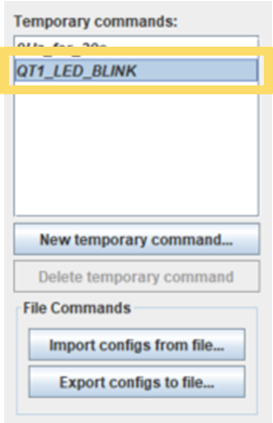 Temporary commands:
QT1_LED_BLINK
New temporary command...
Delete temporary command
File Commands
Import configs from file...
Export configs to file...